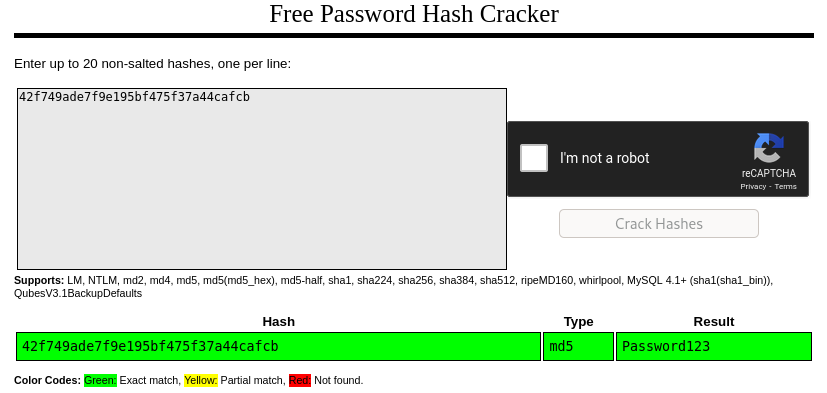 Free Password Hash Cracker
Enter up to 20 non-salted hashes, one per line:
42f749ade7f9e195bf475f37a44cafcb
I'm not a robot
reCAPTCHA
Privacy - Terms
Crack Hashes
Supports: LM, NTLM, md2, md4, md5, md5(md5_hex), md5-half, sha1, sha224, sha256, sha384, sha512, ripeMD160, whirlpool, MySQL 4.1+ (sha1(sha1_bin)),
QubesV3.1BackupDefaults
Hash Type Result
42f749ade7f9e195bf475f37a44cafcb md5 Password123
Color Codes: Green: Exact match, Yellow: Partial match, Red: Not found.